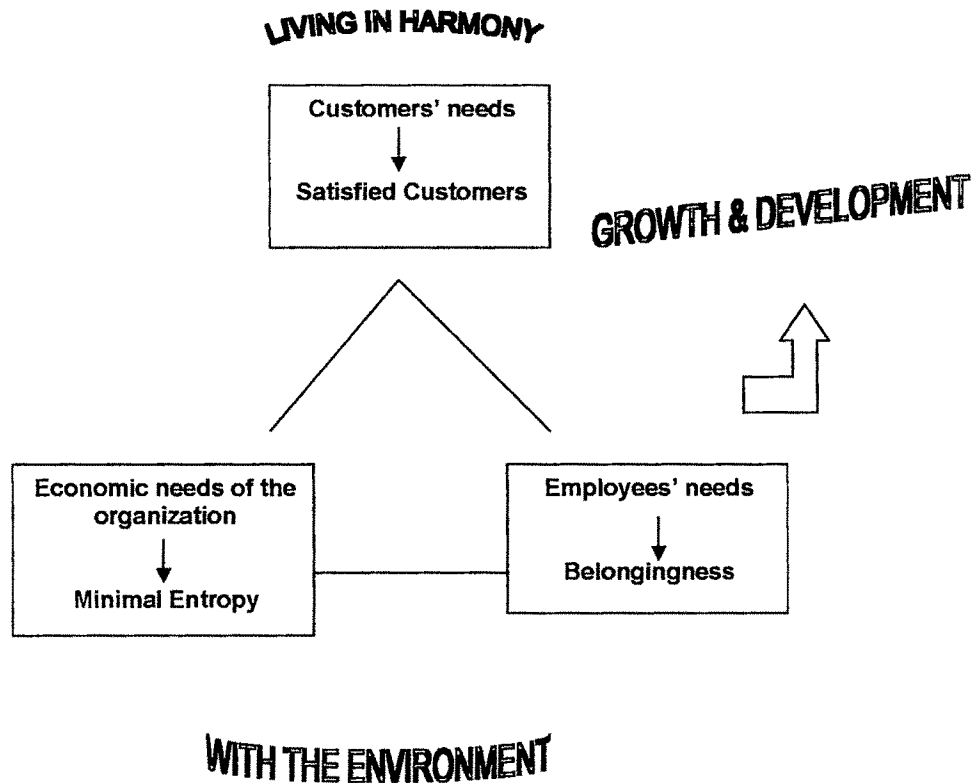 LIVING IN HARMONY
Customers' needs
Satisfied Customers
GROWTH & DEVELOPMENT
Economic needs of the
organization
Minimal Entropy
Employees' needs
Belongingness
WITH THE ENVIRONMENT